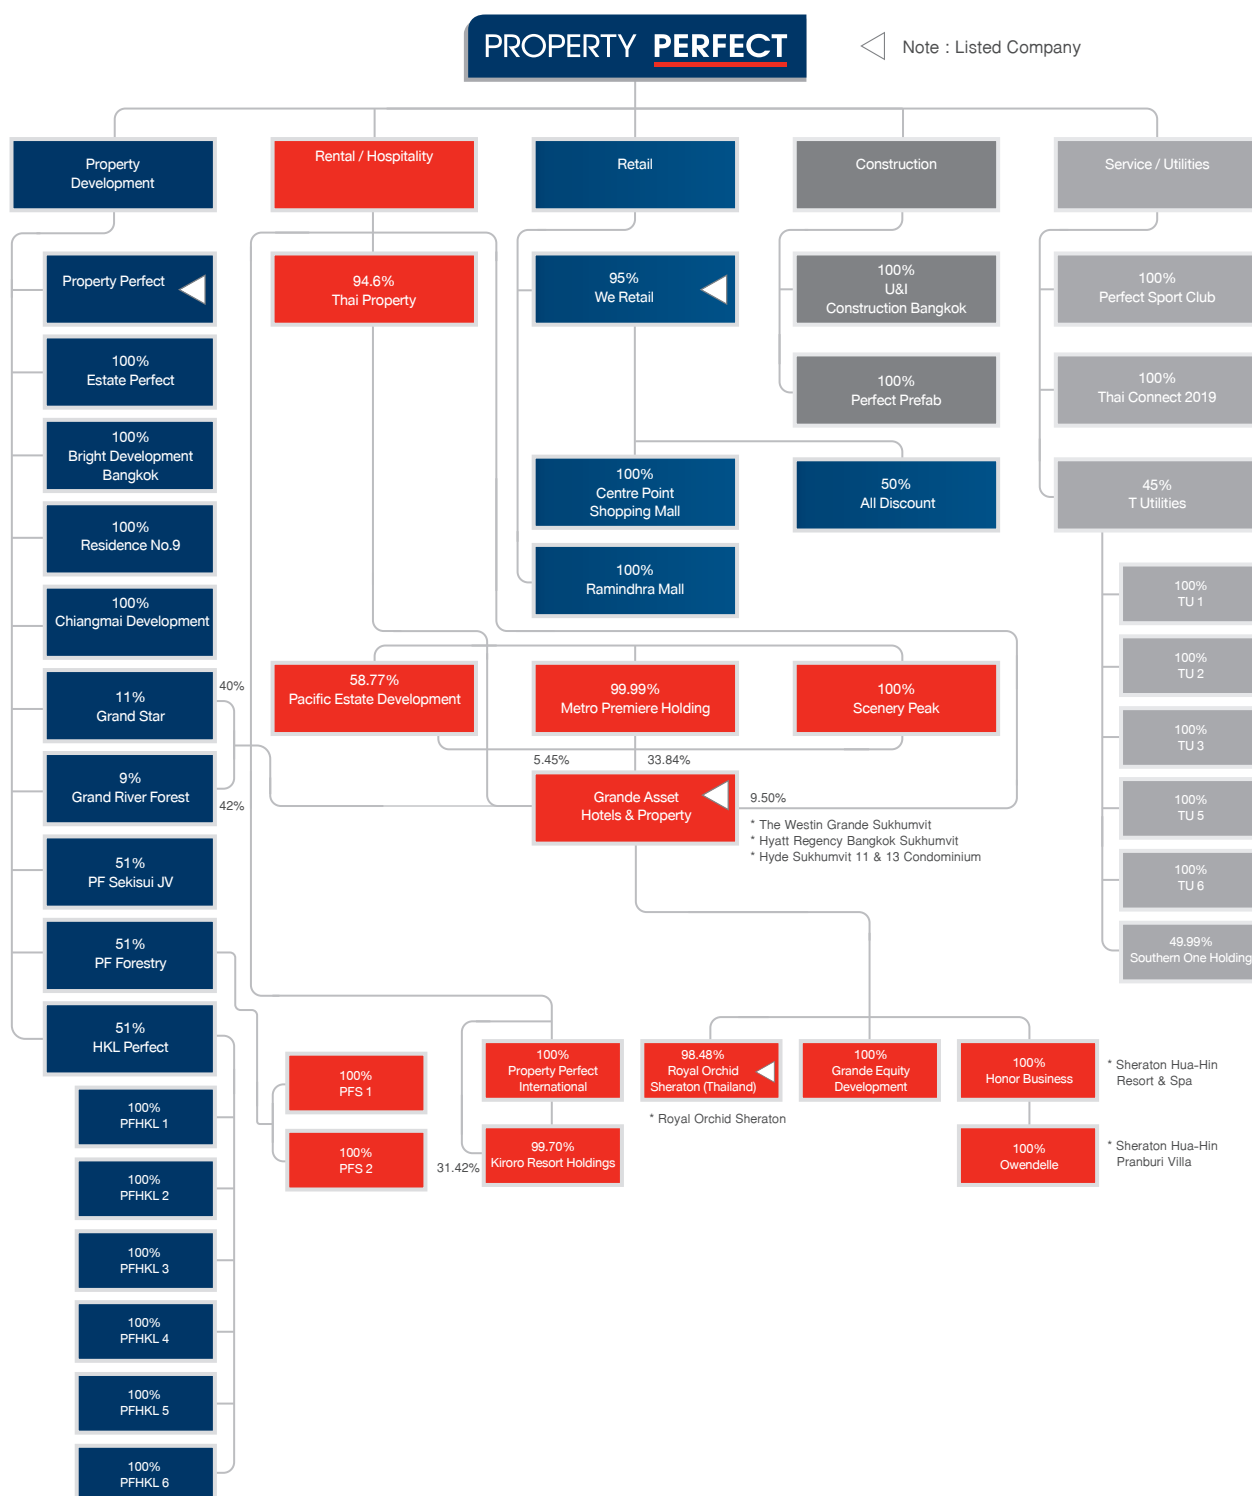 PROPERTY PERFECT
Note : Listed Company
Property
Development
Rental / Hospitality
Retail
Construction
Service / Utilities
Property Perfect
94.6%
Thai Property
95%
We Retail
100%
U&I
Construction Bangkok
100%
Perfect Sport Club
100%
Estate Perfect
100%
Perfect Prefab
100%
Thai Connect 2019
100%
Bright Development
Bangkok
100%
Centre Point
Shopping Mall
50%
All Discount
45%
T Utilities
100%
Residence No.9
100%
Ramindhra Mall
100%
TU 1
100%
Chiangmai Development
100%
TU 2
11%
Grand Star
40%
58.77%
Pacific Estate Development
99.99%
Metro Premiere Holding
100%
Scenery Peak
100%
TU 3
9%
Grand River Forest
42%
5.45%
33.84%
Grande Asset
Hotels & Property
9.50%
* The Westin Grande Sukhumvit
* Hyatt Regency Bangkok Sukhumvit
* Hyde Sukhumvit 11 & 13 Condominium
100%
TU 5
51%
PF Sekisui JV
100%
TU 6
51%
PF Forestry
49.99%
Southern One Holding
51%
HKL Perfect
100%
PFS 1
100%
Property Perfect
International
98.48%
Royal Orchid
Sheraton (Thailand)
* Royal Orchid Sheraton
100%
Grande Equity
Development
100%
Honor Business
* Sheraton Hua-Hin
Resort & Spa
100%
PFHKL 1
100%
PFS 2
31.42%
99.70%
Kiroro Resort Holdings
100%
Owendelle
* Sheraton Hua-Hin
Pranburi Villa
100%
PFHKL 2
100%
PFHKL 3
100%
PFHKL 4
100%
PFHKL 5
100%
PFHKL 6